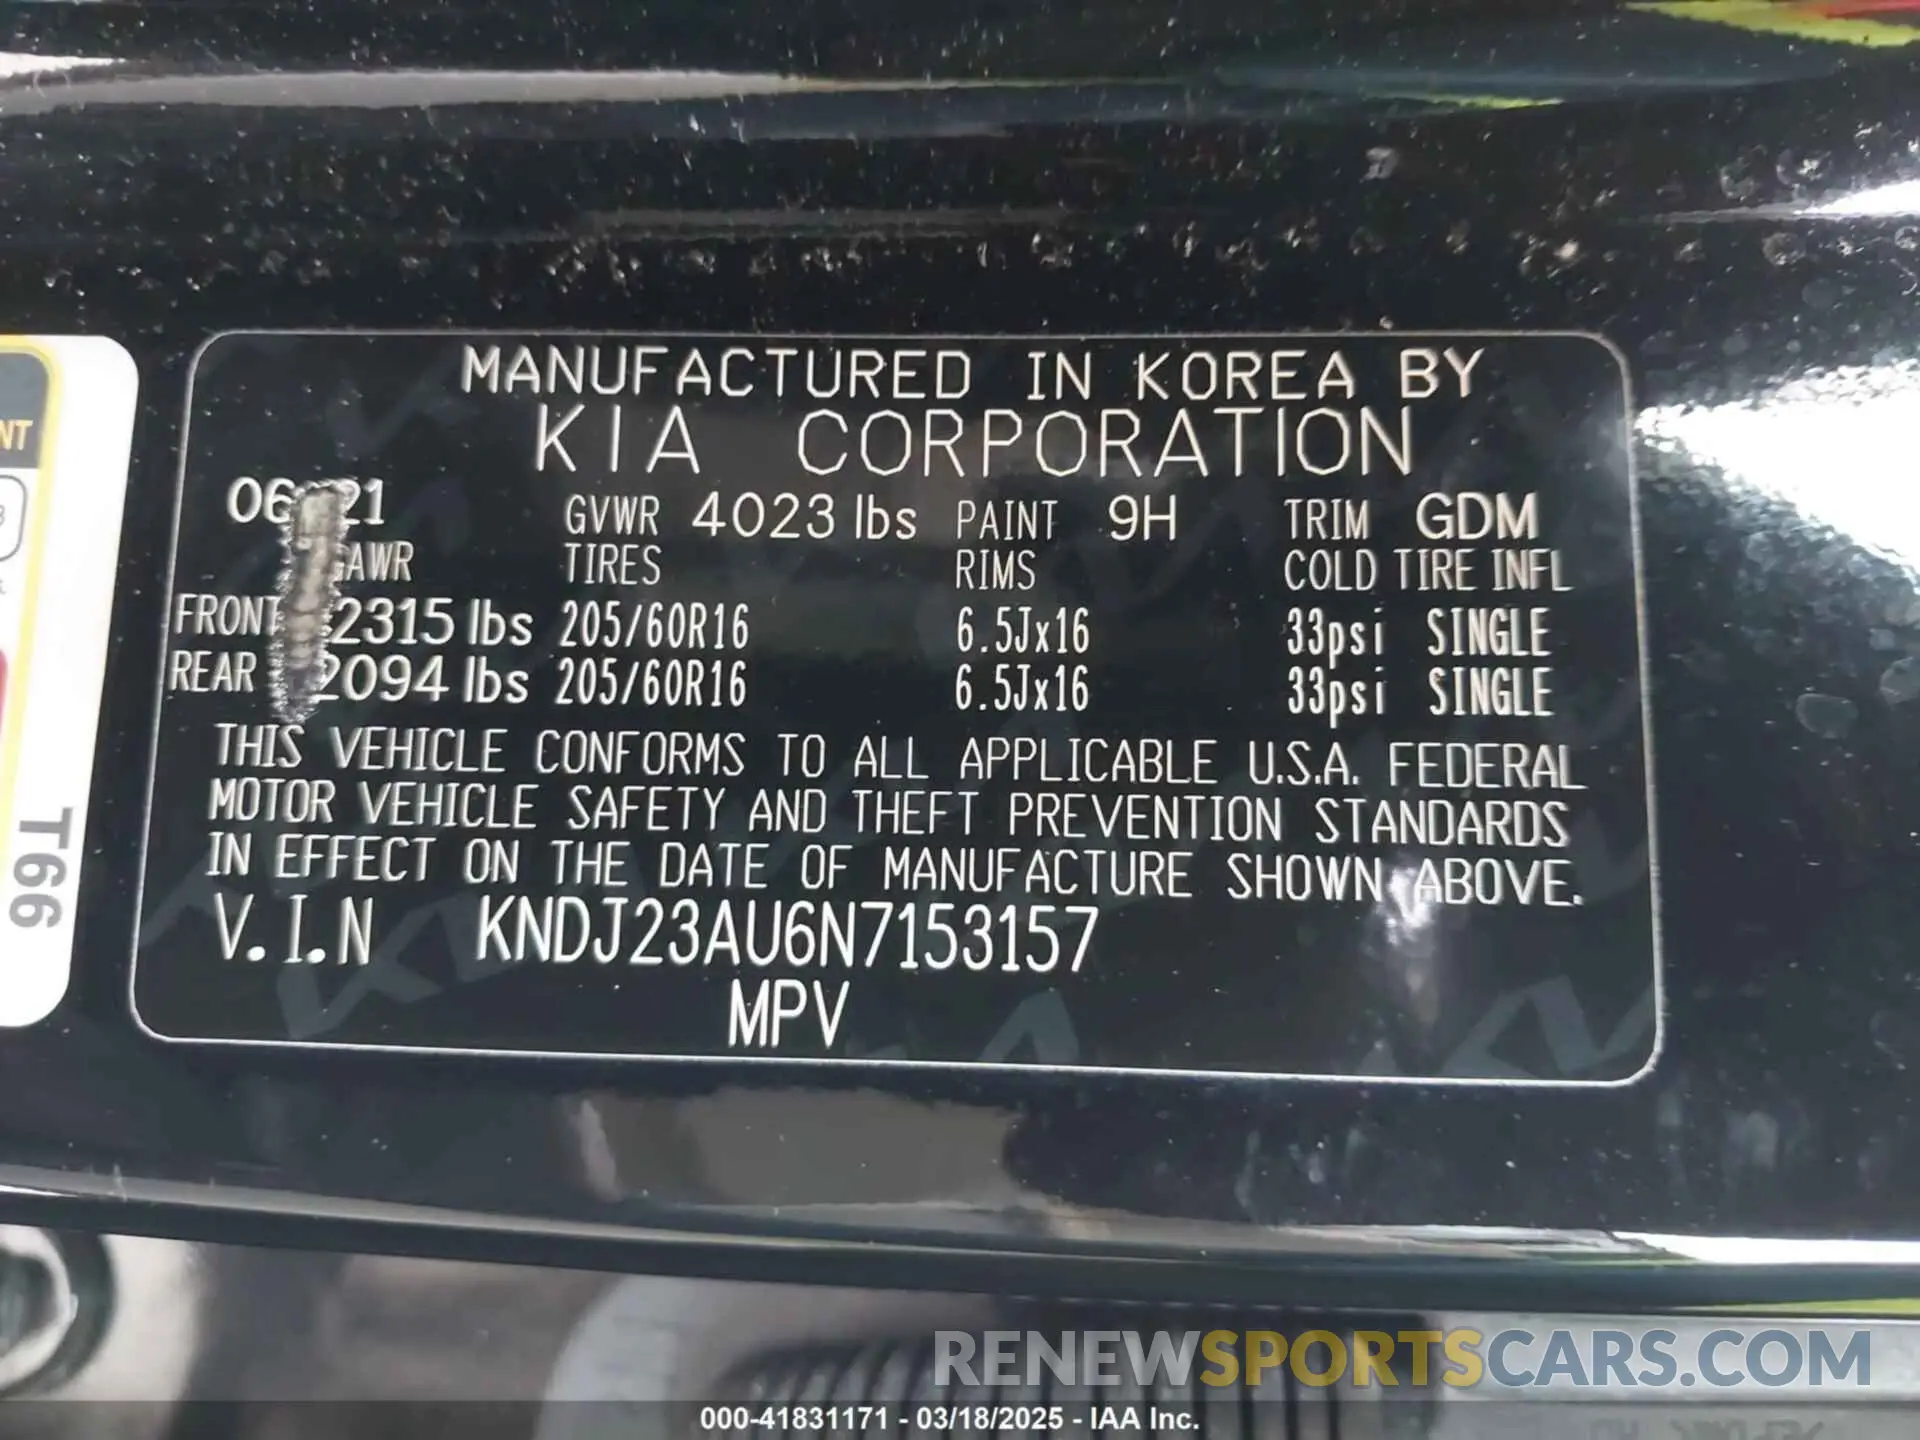 MANUFACTURED IN KOREA BY
KIA CORPORATION
GVWR 4023 lbs PAINT 9H TRIM GDM
GAWR TIRES RIMS COLD TIRE INFL
FRONT 2315 lbs 205/60R16 6.5Jx16 33psi SINGLE
REAR 2094 lbs 205/60R16 6.5Jx16 33psi SINGLE
THIS VEHICLE CONFORMS TO ALL APPLICABLE U.S.A. FEDERAL
MOTOR VEHICLE SAFETY AND THEFT PREVENTION STANDARDS
IN EFFECT ON THE DATE OF MANUFACTURE SHOWN ABOVE.
V.I.N KNDJ23AU6N7153157
MPV
T66
RENEWSPORTSCARS.COM
000-41831171 - 03/18/2025 - IAA Inc.